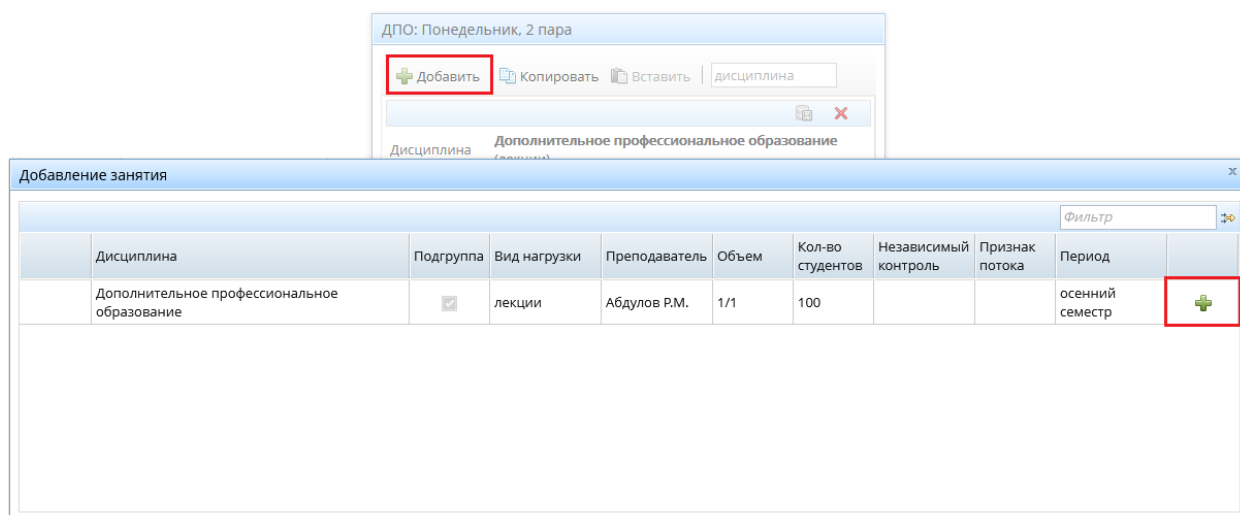 ДПО: Понедельник, 2 пара
Добавить Копировать Вставить дисциплина
Дисциплина Дополнительное профессиональное образование
(лекции)
Добавление занятия x
Фильтр
Дисциплина Подгруппа Вид нагрузки Преподаватель Объем Кол-во студентов Независимый контроль Признак потока Период
Дополнительное профессиональное образование лекции Абдулов Р.М. 1/1 100 осенний семестр